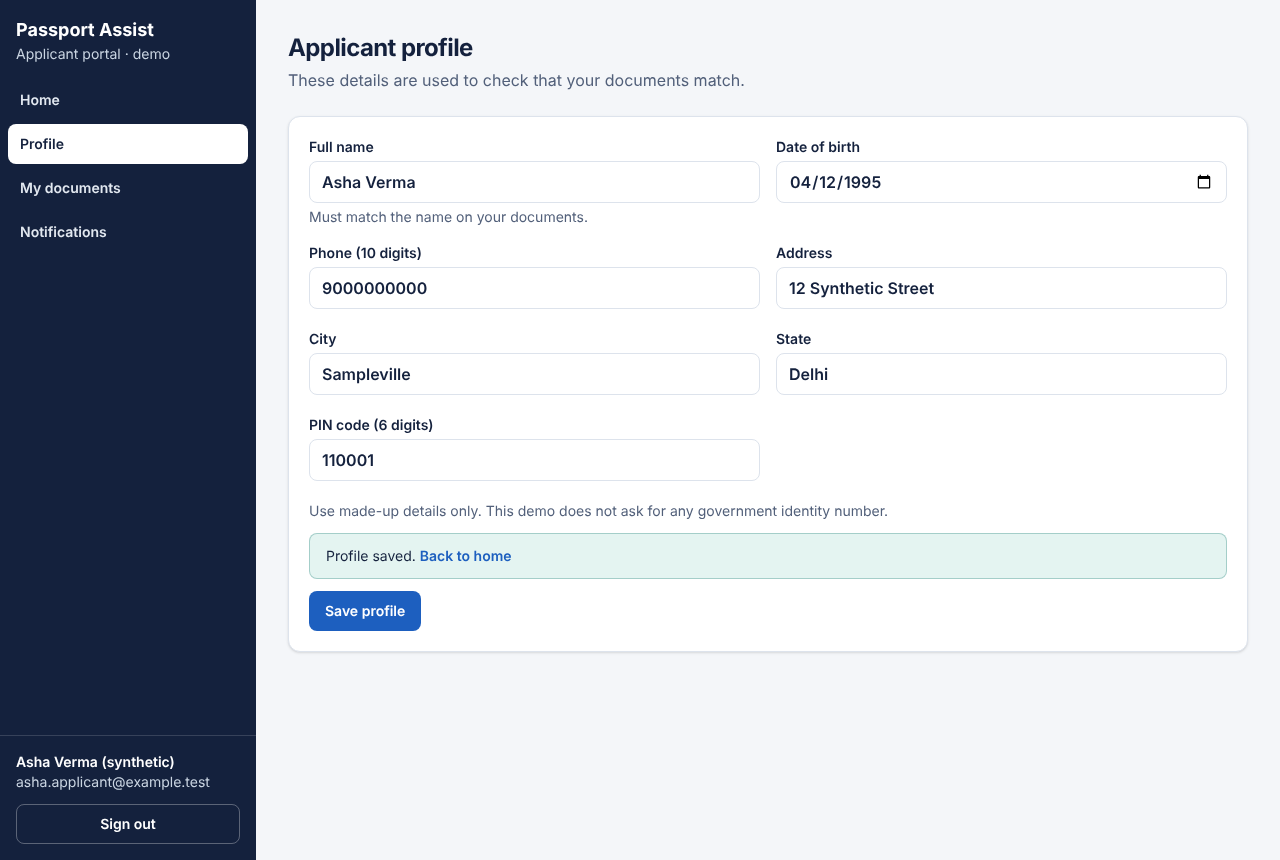 Passport Assist
Applicant portal · demo
Home
Profile
My documents
Notifications
Asha Verma (synthetic)
asha.applicant@example.test
Sign out
Applicant profile
These details are used to check that your documents match.
Full name
Asha Verma
Must match the name on your documents.
Date of birth
04/12/1995
Phone (10 digits)
9000000000
Address
12 Synthetic Street
City
Sampleville
State
Delhi
PIN code (6 digits)
110001
Use made-up details only. This demo does not ask for any government identity number.
Profile saved. Back to home
Save profile